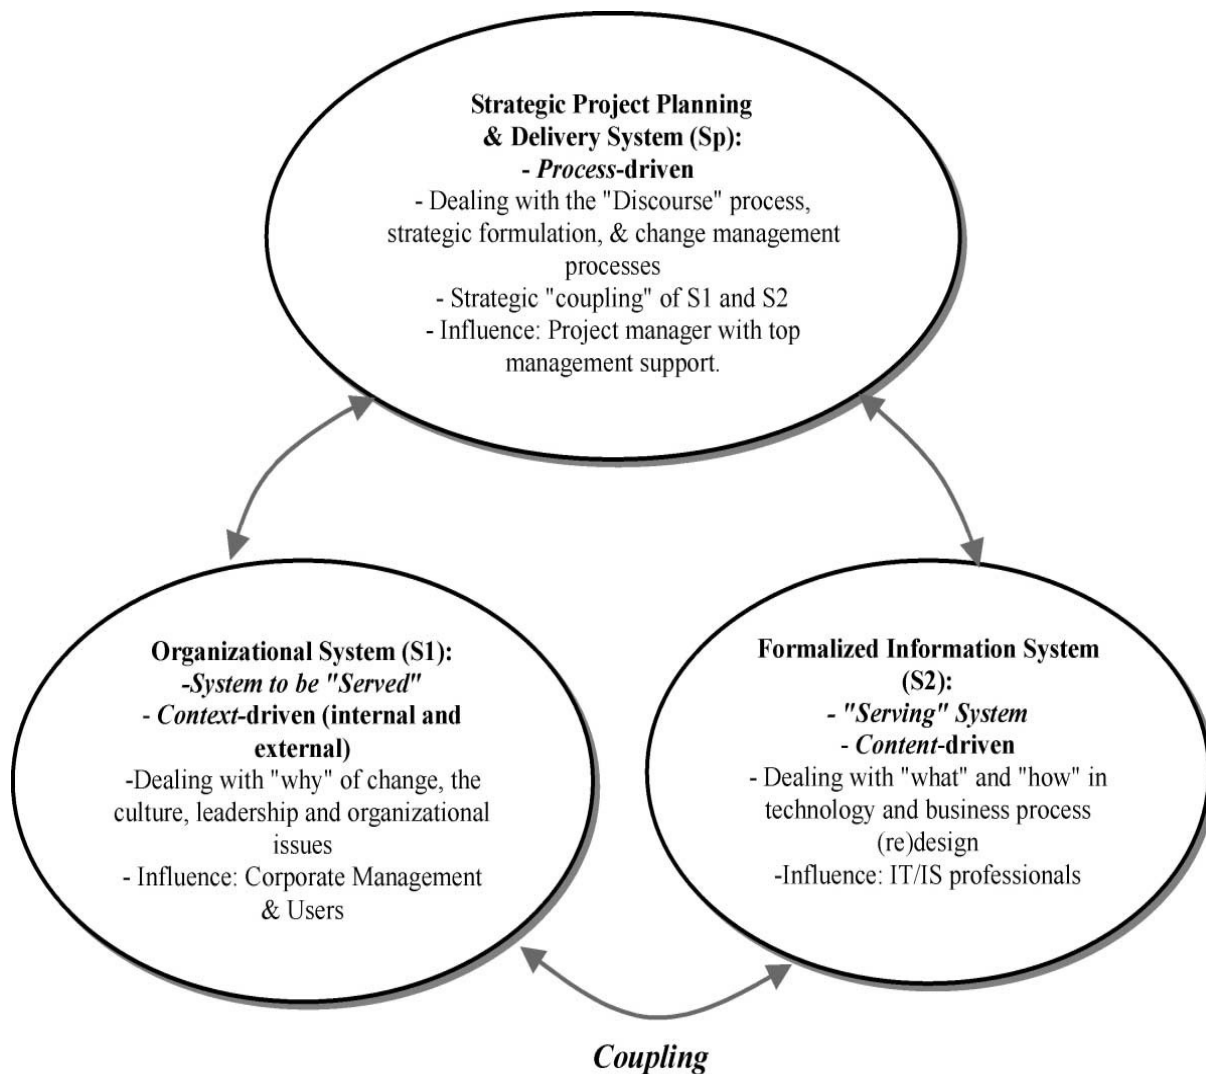 Strategic Project Planning
& Delivery System (Sp):
- Process-driven
- Dealing with the "Discourse" process,
strategic formulation, & change management
processes
- Strategic "coupling" of S1 and S2
- Influence: Project manager with top
management support.
Organizational System (S1):
-System to be "Served"
- Context-driven (internal and
external)
-Dealing with "why" of change, the
culture, leadership and organizational
issues
- Influence: Corporate Management
& Users
Formalized Information System
(S2):
- "Serving" System
- Content-driven
- Dealing with "what" and "how" in
technology and business process
(re)design
-Influence: IT/IS professionals
Coupling